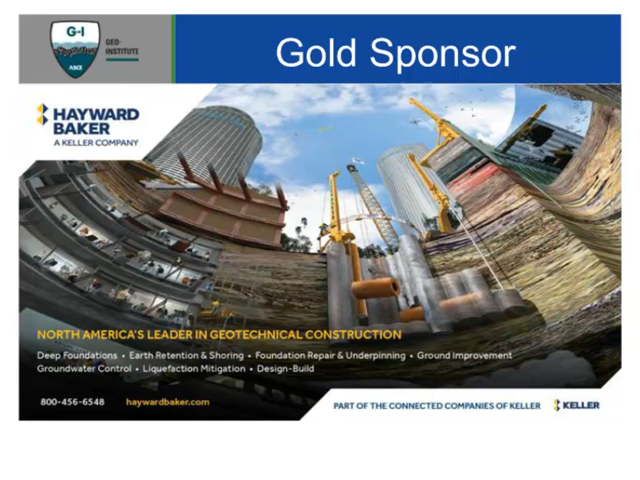 G-I
ASCE
GEO-
INSTITUTE
Gold Sponsor
HAYWARD
BAKER
A KELLER COMPANY
NORTH AMERICA'S LEADER IN GEOTECHNICAL CONSTRUCTION
Deep Foundations • Earth Retention & Shoring • Foundation Repair & Underpinning • Ground Improvement
Groundwater Control • Liquefaction Mitigation • Design-Build
800-456-6548 haywardbaker.com
PART OF THE CONNECTED COMPANIES OF KELLER KELLER